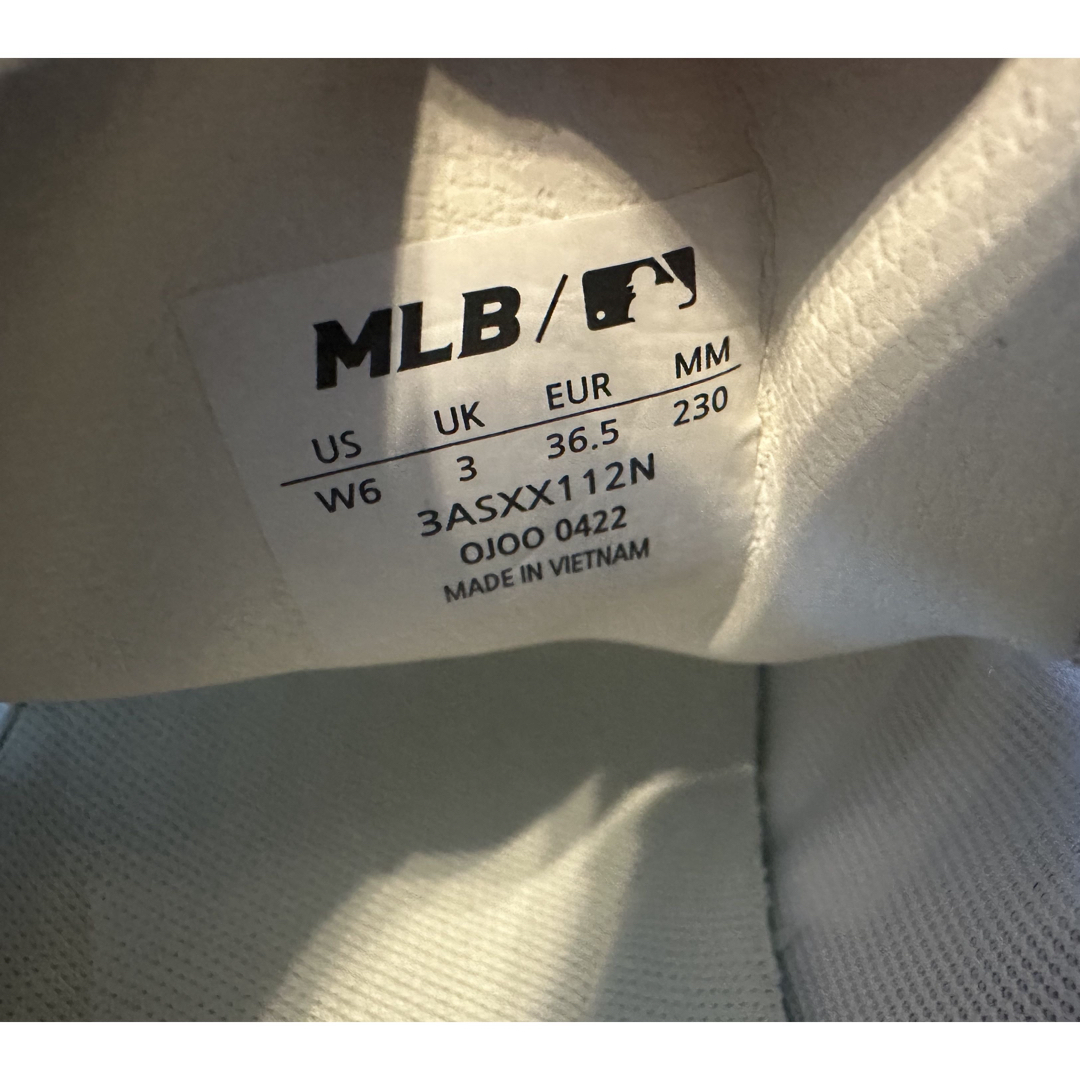 MLB/
US UK EUR MM
W6 3 36.5 230
3ASXX112N
OJOO 0422
MADE IN VIETNAM